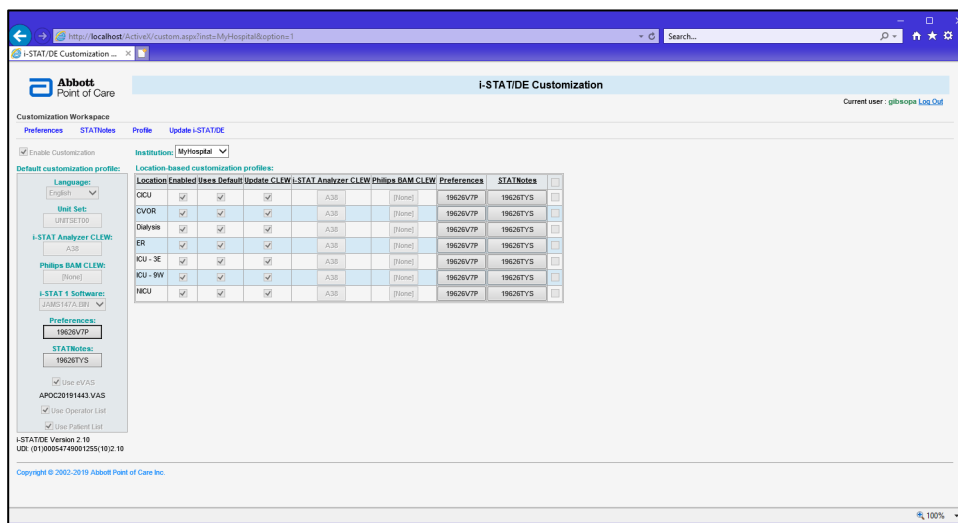 http://localhost/ActiveX/custom.aspx?inst=MyHospital&option=1
Search...
i-STAT/DE Customization ...
Abbott
Point of Care
i-STAT/DE Customization
Current user : gibsopa Log Out
Customization Workspace
Preferences STATNotes Profile Update i-STAT/DE
Enable Customization
Institution: MyHospital
Default customization profile:
Location-based customization profiles:
Language:
English
Unit Set:
UNITSET00
i-STAT Analyzer CLEW:
A38
Philips BAM CLEW:
[None]
i-STAT 1 Software:
JAMS147A.BIN
Preferences:
19626V7P
STATNotes:
19626TYS
Use eVAS
APOC20191443.VAS
Use Operator List
Use Patient List
Location Enabled Uses Default Update CLEW i-STAT Analyzer CLEW Philips BAM CLEW Preferences STATNotes
CICU A38 [None] 19626V7P 19626TYS
CVOR A38 [None] 19626V7P 19626TYS
Dialysis A38 [None] 19626V7P 19626TYS
ER A38 [None] 19626V7P 19626TYS
ICU - 3E A38 [None] 19626V7P 19626TYS
ICU - 9W A38 [None] 19626V7P 19626TYS
NICU A38 [None] 19626V7P 19626TYS
i-STAT/DE Version 2.10
UDI: (01)00054749001255(10)2.10
Copyright © 2002-2019 Abbott Point of Care Inc.
100%